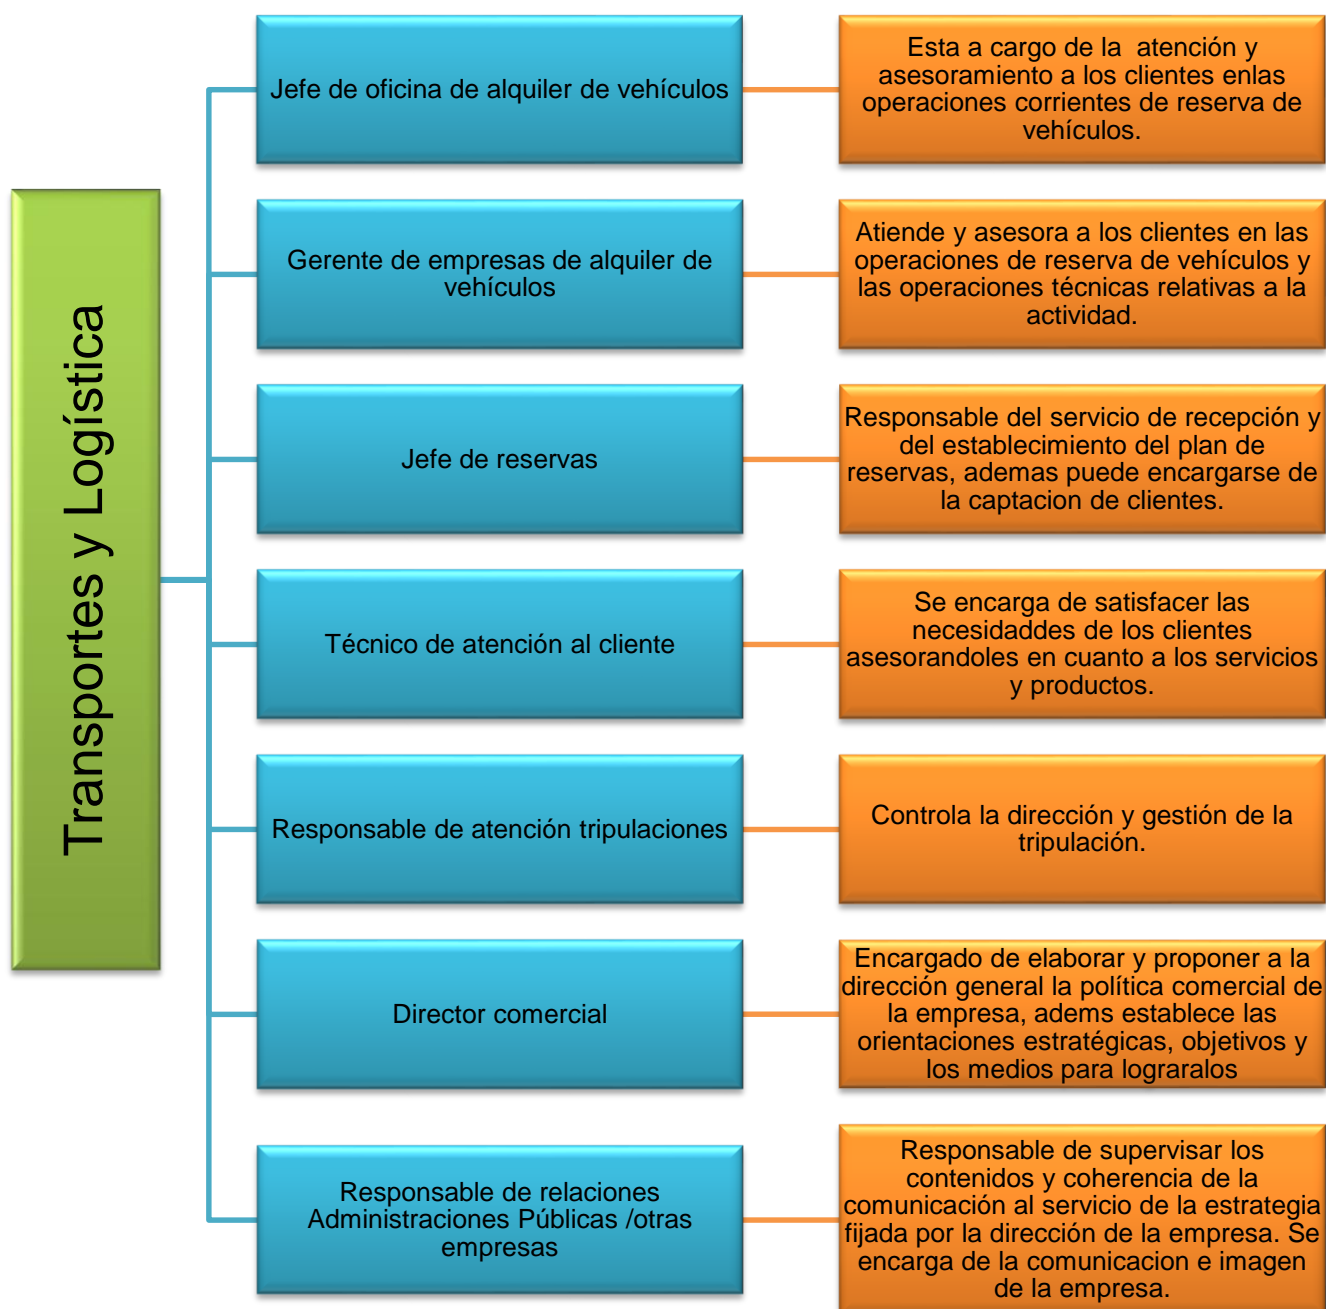 Transportes y Logística
Jefe de oficina de alquiler de vehículos
Esta a cargo de la atención y
asesoramiento a los clientes enlas
operaciones corrientes de reserva de
vehículos.
Gerente de empresas de alquiler de
vehículos
Atiende y asesora a los clientes en las
operaciones de reserva de vehículos y
las operaciones técnicas relativas a la
actividad.
Jefe de reservas
Responsable del servicio de recepción y
del establecimiento del plan de
reservas, ademas puede encargarse de
la captacion de clientes.
Técnico de atención al cliente
Se encarga de satisfacer las
necesidaddes de los clientes
asesorandoles en cuanto a los servicios
y productos.
Responsable de atención tripulaciones
Controla la dirección y gestión de la
tripulación.
Director comercial
Encargado de elaborar y proponer a la
dirección general la política comercial de
la empresa, adems establece las
orientaciones estratégicas, objetivos y
los medios para lograralos
Responsable de relaciones
Administraciones Públicas /otras
empresas
Responsable de supervisar los
contenidos y coherencia de la
comunicación al servicio de la estrategia
fijada por la dirección de la empresa. Se
encarga de la comunicacion e imagen
de la empresa.